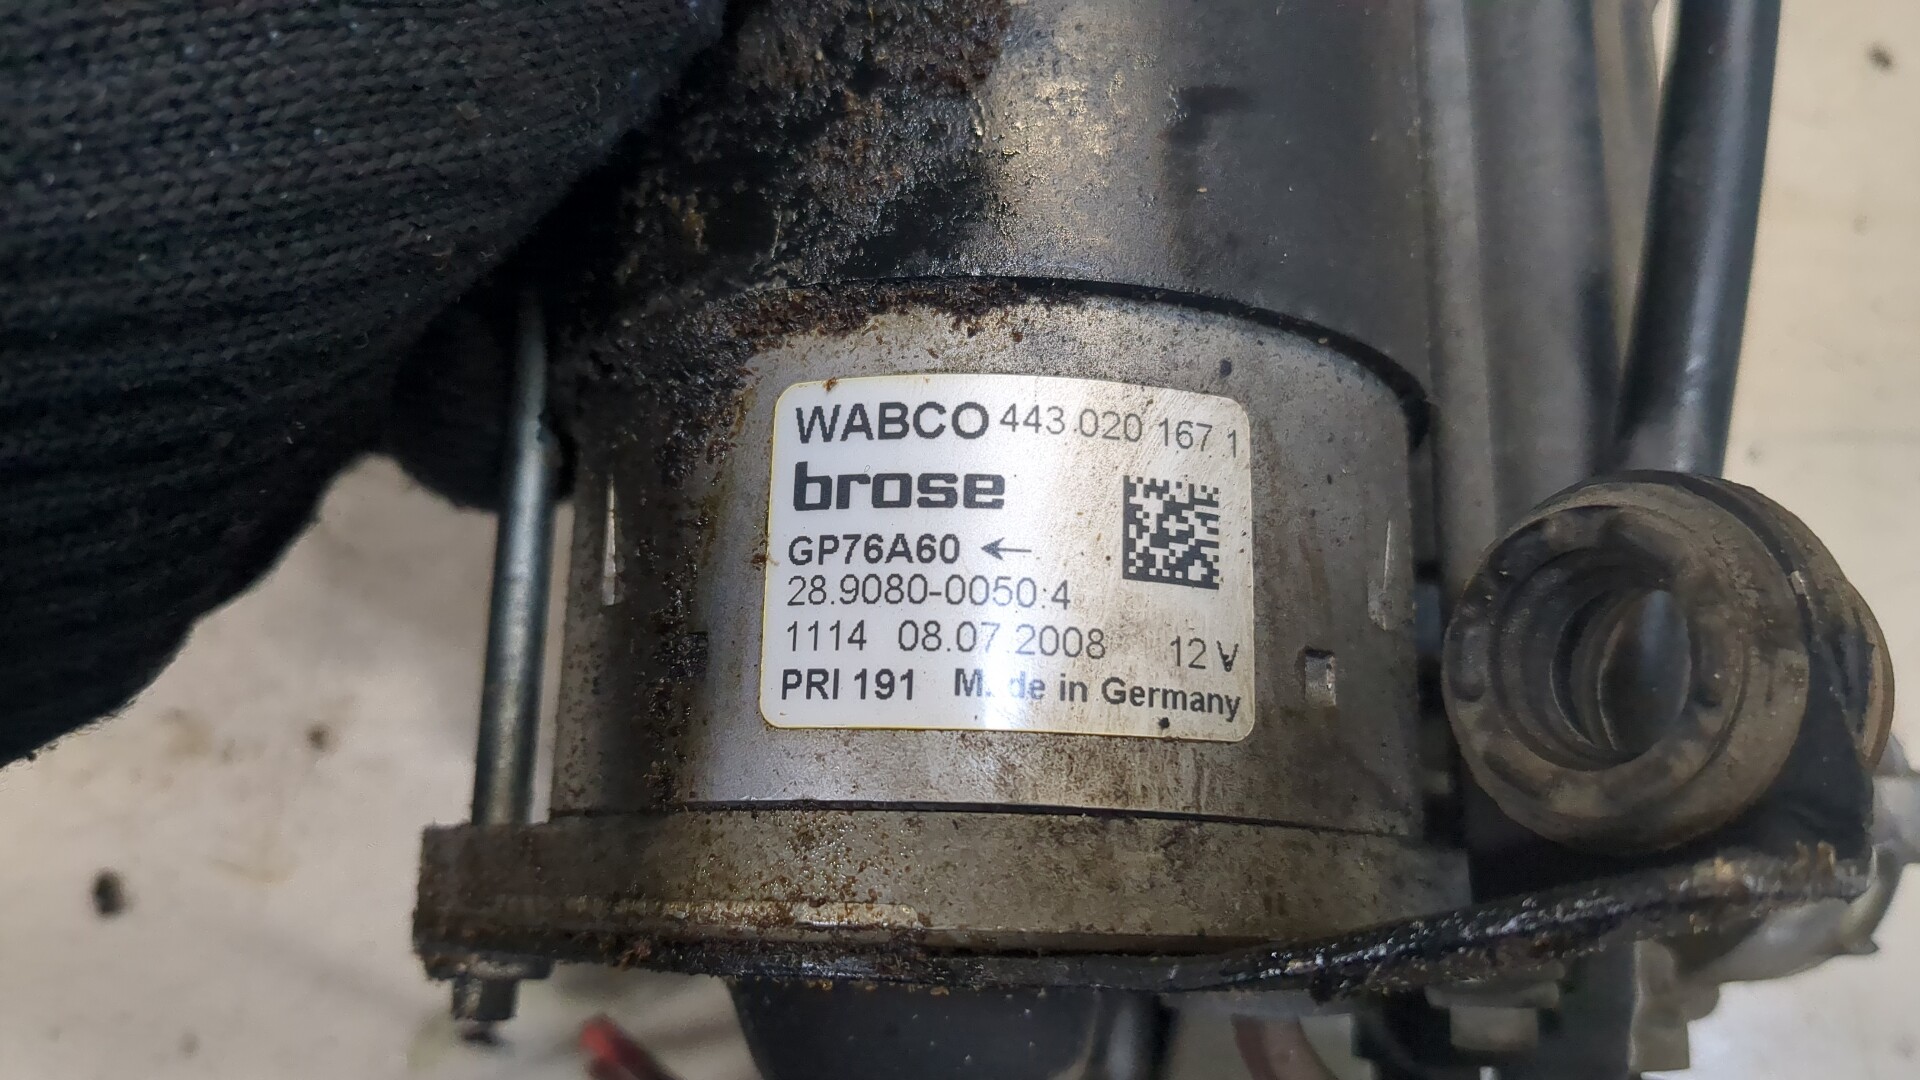 WABCO 443 020 167 1
brose
GP76A60 ←
28.9080-0050.4
1114 08.07.2008 12 V
PRI 191 Made in Germany